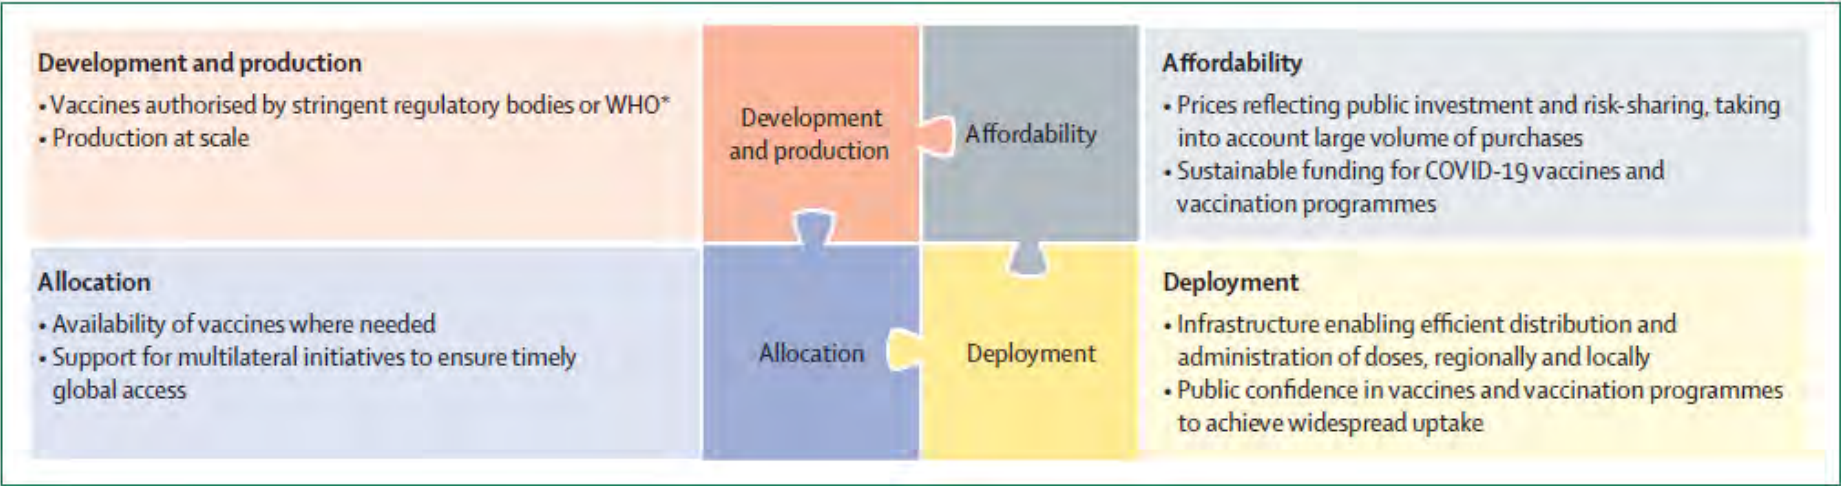 Development and production
• Vaccines authorised by stringent regulatory bodies or WHO*
• Production at scale
Development
and production
Affordability
Affordability
• Prices reflecting public investment and risk-sharing, taking
into account large volume of purchases
• Sustainable funding for COVID-19 vaccines and
vaccination programmes
Allocation
• Availability of vaccines where needed
• Support for multilateral initiatives to ensure timely
global access
Allocation
Deployment
Deployment
• Infrastructure enabling efficient distribution and
administration of doses, regionally and locally
• Public confidence in vaccines and vaccination programmes
to achieve widespread uptake